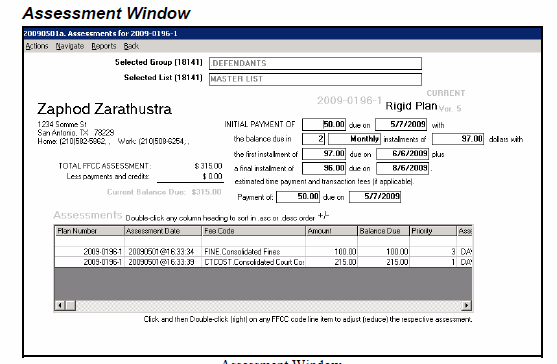 Assessment Window
20090501a. Assessments for 2009-0196-1
Actions Navigate Reports Back
Selected Group (18141) .DEFENDANTS
Selected List (18141) MASTER LIST
CURRENT
2009-0196-1 Rigid Plan Ver. 5
Zaphod Zarathustra
1234 Somme St
San Antonio, TX 78229
Home: (210)582-5862, , Work: (210)508-6254, ,
INITIAL PAYMENT OF 50.00 due on 5/7/2009 with
the balance due in 2 Monthly installments of 97.00 dollars with
the first installment of 97.00 due on 6/6/2009 plus
a final installment of 96.00 due on 8/6/2009.
estimated time payment and transaction fees (if applicable).
Payment of: 50.00 due on 5/7/2009
TOTAL FFCC ASSESSMENT: $ 315.00
Less payments and credits: $ 0.00
Current Balance Due: $315.00
Assessments Double-click any column heading to sort in .asc or .desc order +/-
Plan Number Assessment Date Fee Code Amount Balance Due Priority Asse
2009-0196-1 20090501@16:33:34 FINE.Consolidated Fines 100.00 100.00 3 DAY
2009-0196-1 20090501@16:33:39 CTCOST.Consolidated Court Cos 215.00 215.00 1 DAY
Click and then Double-click (right) on any FFCC code line item to adjust (reduce) the respective assessment.
Assessment Window